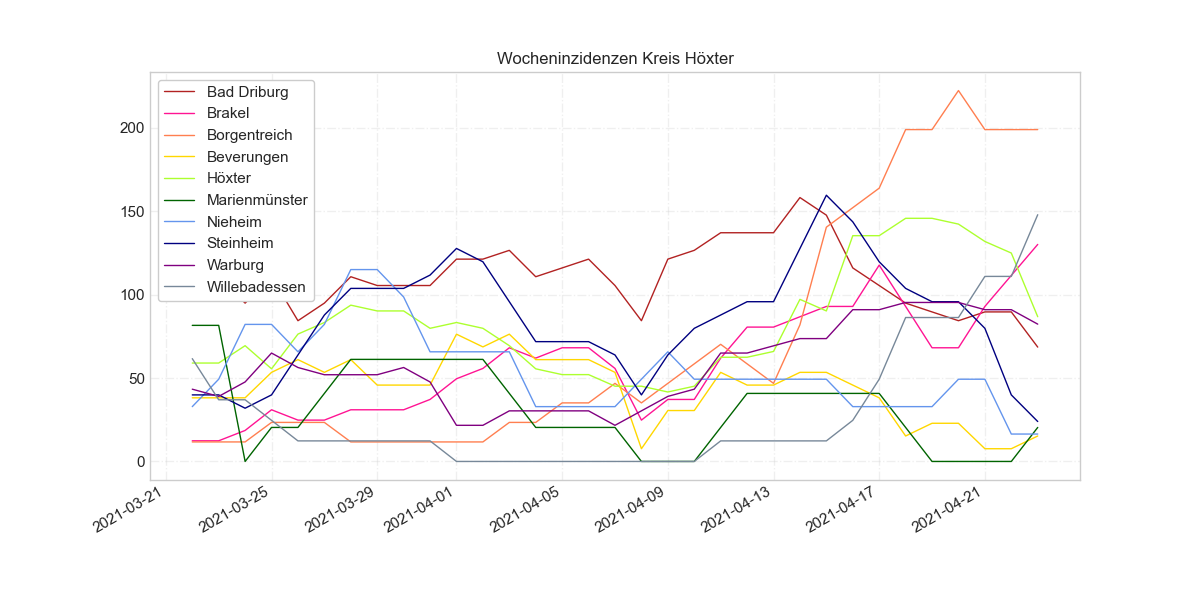 Wocheninzidenzen Kreis Höxter
Bad Driburg
Brakel
Borgentreich
Beverungen
Höxter
Marienmünster
Nieheim
Steinheim
Warburg
Willebadessen
200
150
100
50
0
2021-03-21
2021-03-25
2021-03-29
2021-04-01
2021-04-05
2021-04-09
2021-04-13
2021-04-17
2021-04-21